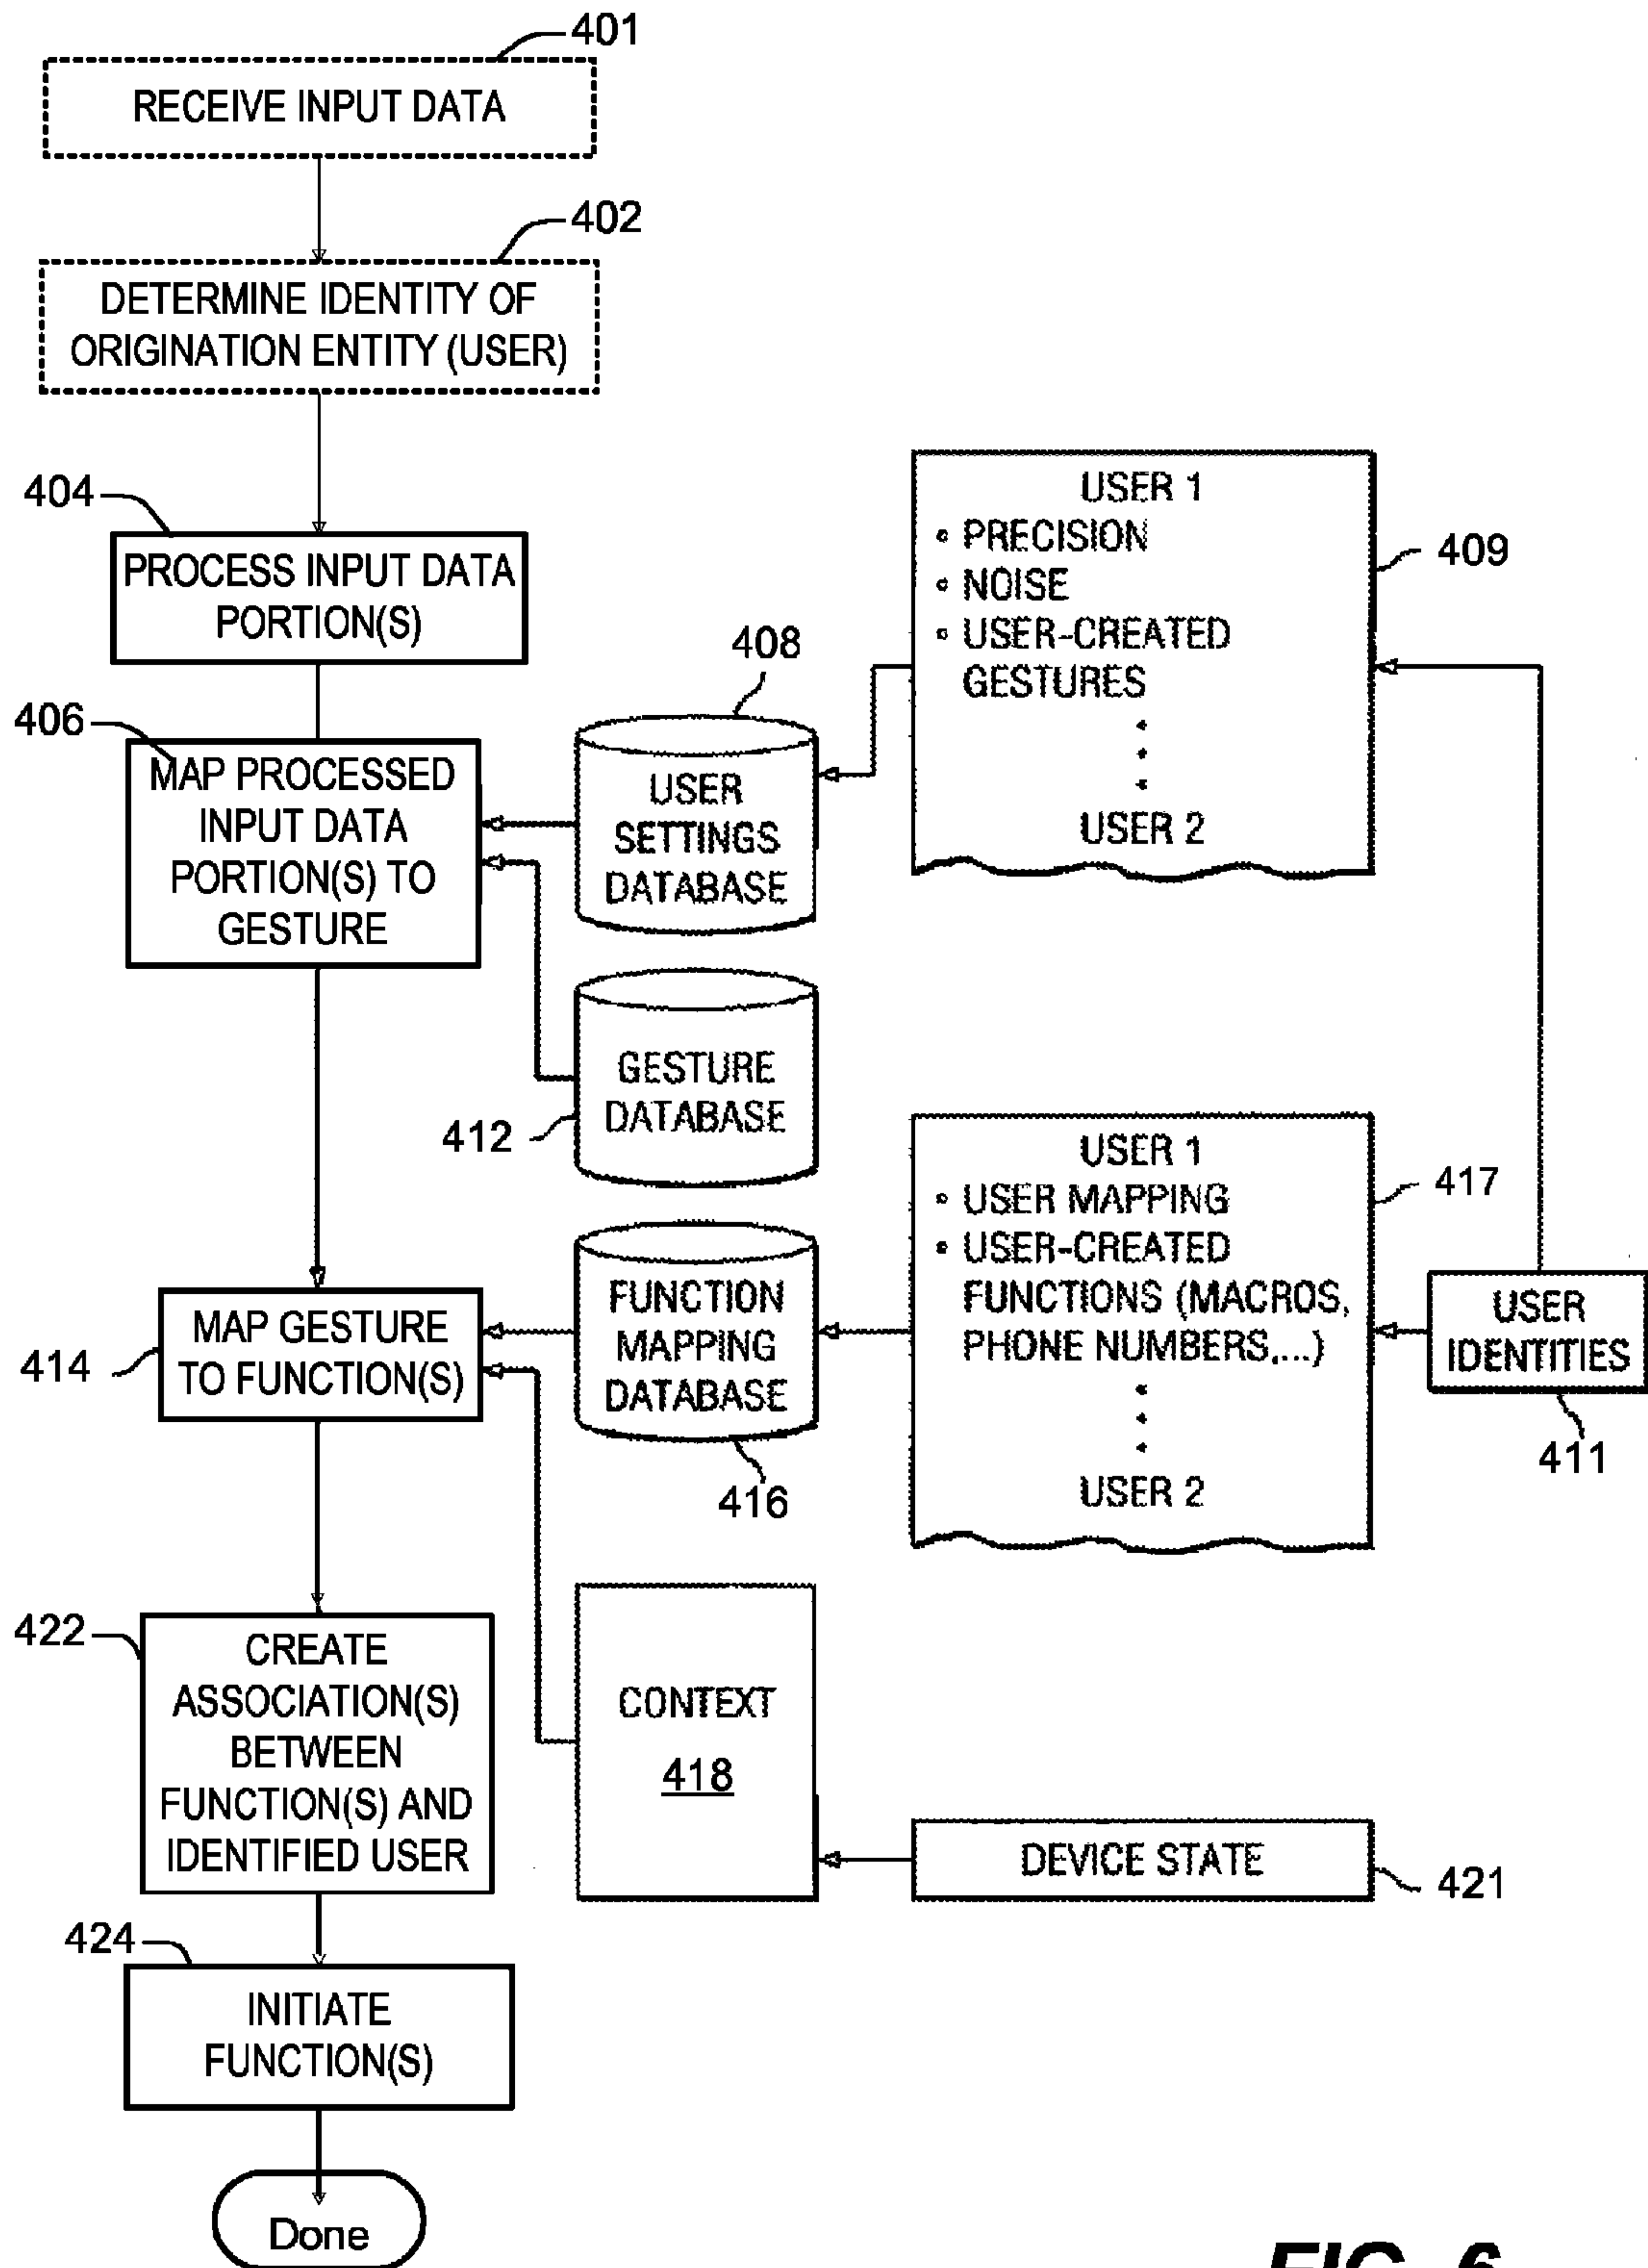 401
RECEIVE INPUT DATA
402
DETERMINE IDENTITY OF
ORIGINATION ENTITY (USER)
404
PROCESS INPUT DATA
PORTION(S)
406
MAP PROCESSED
INPUT DATA
PORTION(S) TO
GESTURE
408
USER
SETTINGS
DATABASE
USER 1
• PRECISION
• NOISE
• USER-CREATED
GESTURES
USER 2
409
412
GESTURE
DATABASE
414
MAP GESTURE
TO FUNCTION(S)
FUNCTION
MAPPING
DATABASE
416
USER 1
• USER MAPPING
• USER-CREATED
FUNCTIONS (MACROS,
PHONE NUMBERS,...)
USER 2
417
USER
IDENTITIES
411
422
CREATE
ASSOCIATION(S)
BETWEEN
FUNCTION(S) AND
IDENTIFIED USER
CONTEXT
418
DEVICE STATE
421
424
INITIATE
FUNCTION(S)
Done
FIG. 6